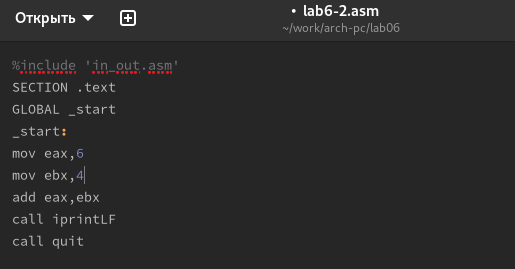 Открыть
• lab6-2.asm
~/work/arch-pc/lab06
%include 'in_out.asm'
SECTION .text
GLOBAL _start
_start:
mov eax,6
mov ebx,4
add eax,ebx
call iprintLF
call quit